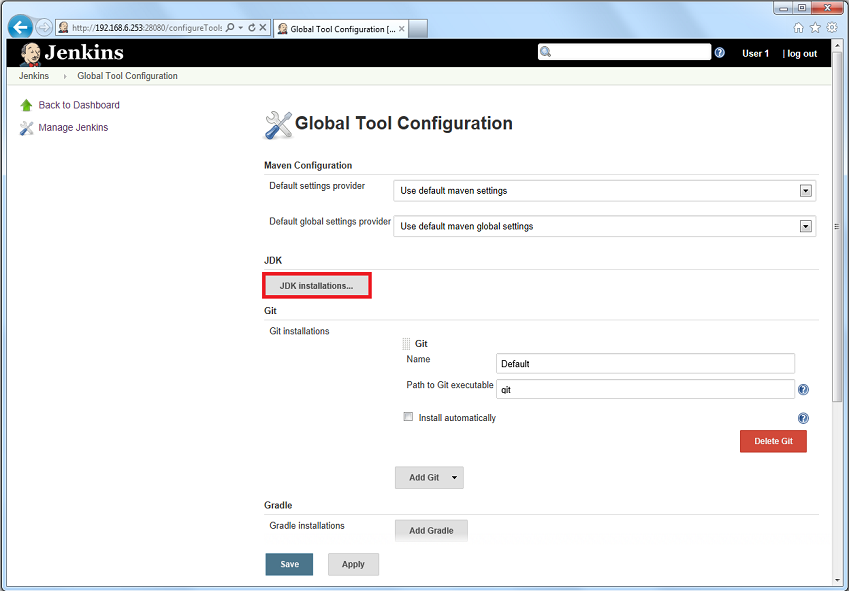 http://192.168.6.253:28080/configureTools
Global Tool Configuration [...
Jenkins
User 1 | log out
Jenkins › Global Tool Configuration
Back to Dashboard
Manage Jenkins
Global Tool Configuration
Maven Configuration
Default settings provider
Use default maven settings
Default global settings provider
Use default maven global settings
JDK
JDK installations...
Git
Git installations
Git
Name
Default
Path to Git executable
git
Install automatically
Delete Git
Add Git
Gradle
Gradle installations
Add Gradle
Save
Apply